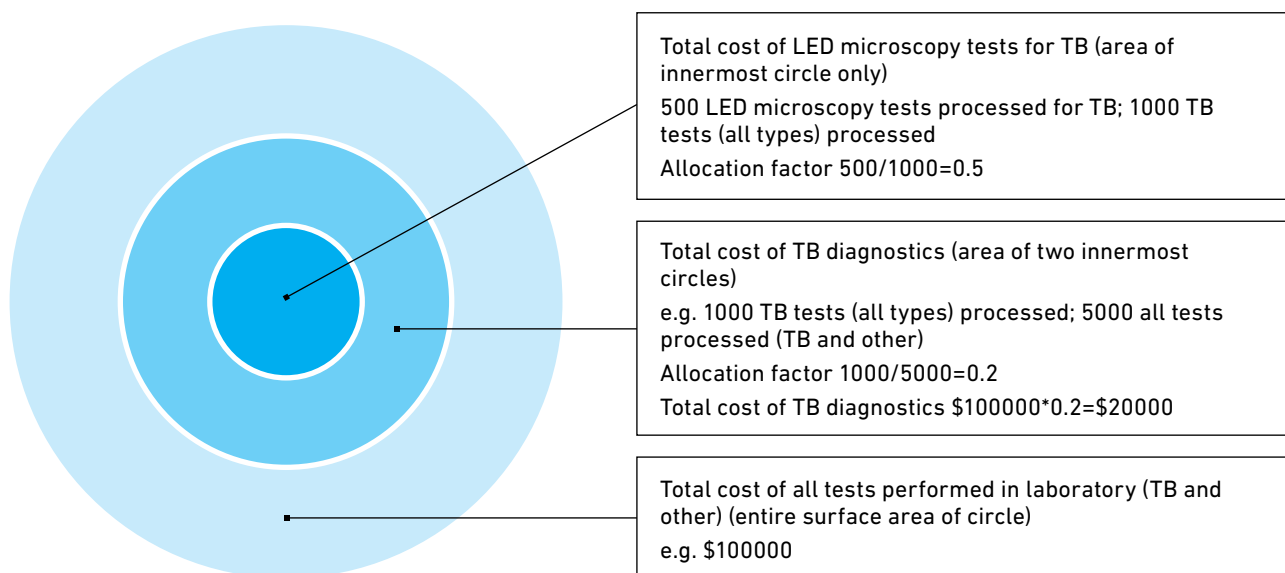 Total cost of LED microscopy tests for TB (area of
innermost circle only)
500 LED microscopy tests processed for TB; 1000 TB
tests (all types) processed
Allocation factor 500/1000=0.5
Total cost of TB diagnostics (area of two innermost
circles)
e.g. 1000 TB tests (all types) processed; 5000 all tests
processed (TB and other)
Allocation factor 1000/5000=0.2
Total cost of TB diagnostics $100000*0.2=$20000
Total cost of all tests performed in laboratory (TB and
other) (entire surface area of circle)
e.g. $100000